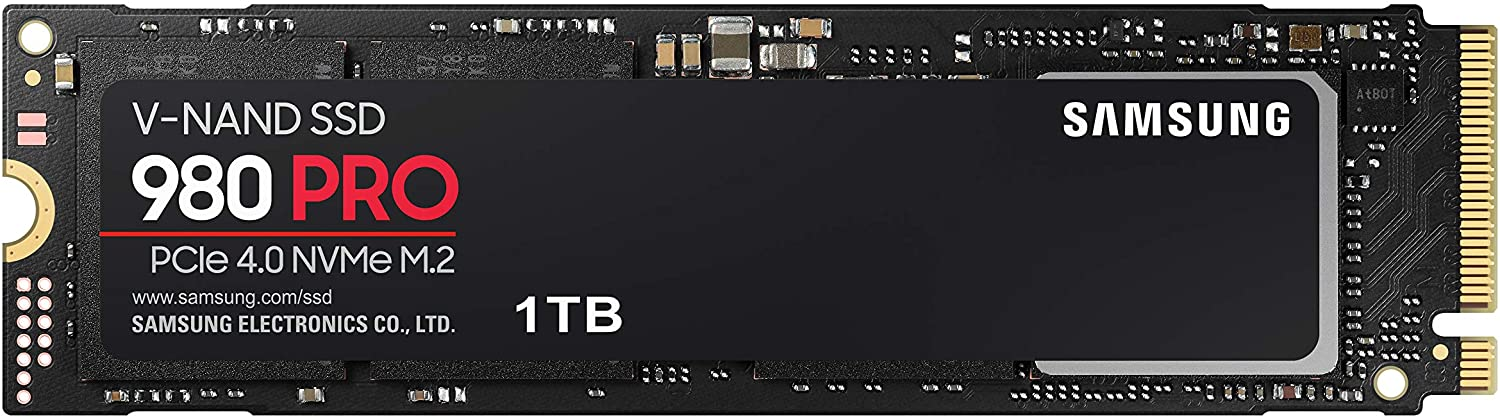 V-NAND SSD
980 PRO
PCIe 4.0 NVMe M.2
www.samsung.com/ssd
SAMSUNG ELECTRONICS CO., LTD.
1TB
SAMSUNG
AtBOT